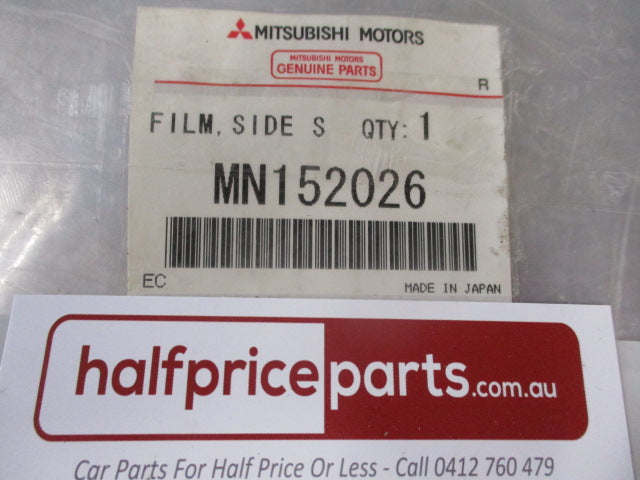 MITSUBISHI MOTORS
MITSUBISHI MOTORS
GENUINE PARTS
R
FILM, SIDE S QTY: 1
MN152026
EC MADE IN JAPAN
halfpriceparts.com.au
Car Parts For Half Price Or Less - Call 0412 760 479